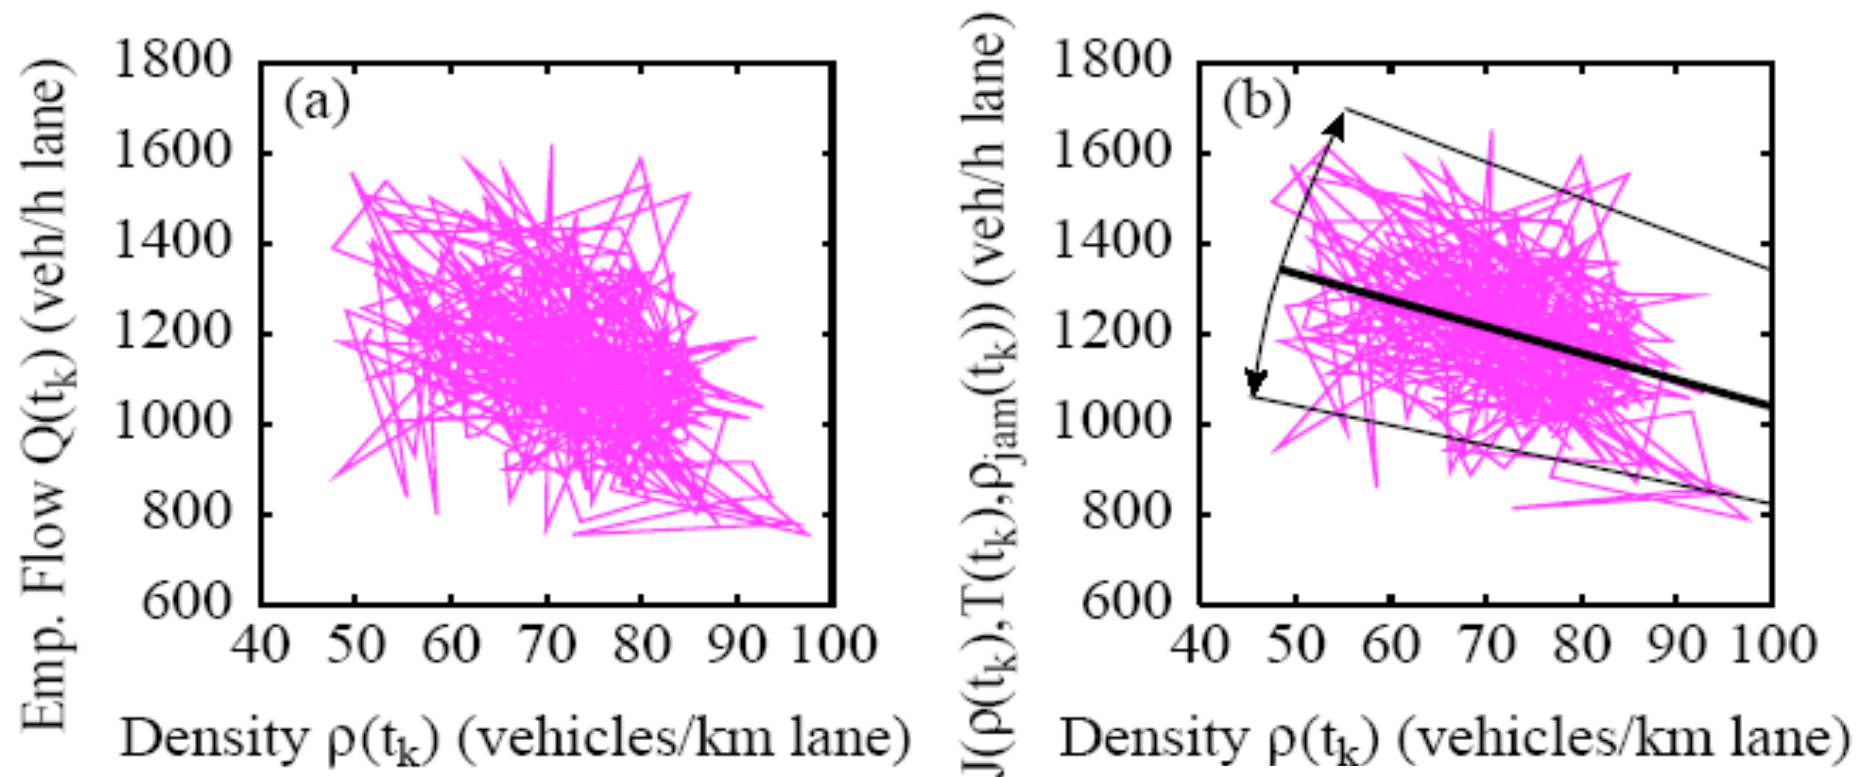 Emp. Flow Q(tk) (veh/h lane)
1800
1600
1400
1200
1000
800
600
(a)
40 50 60 70 80 90 100
Density ρ(tk) (vehicles/km lane)
J(ρ(tk),T(tk),ρjam(tk)) (veh/h lane)
1800
1600
1400
1200
1000
800
600
(b)
40 50 60 70 80 90 100
Density ρ(tk) (vehicles/km lane)